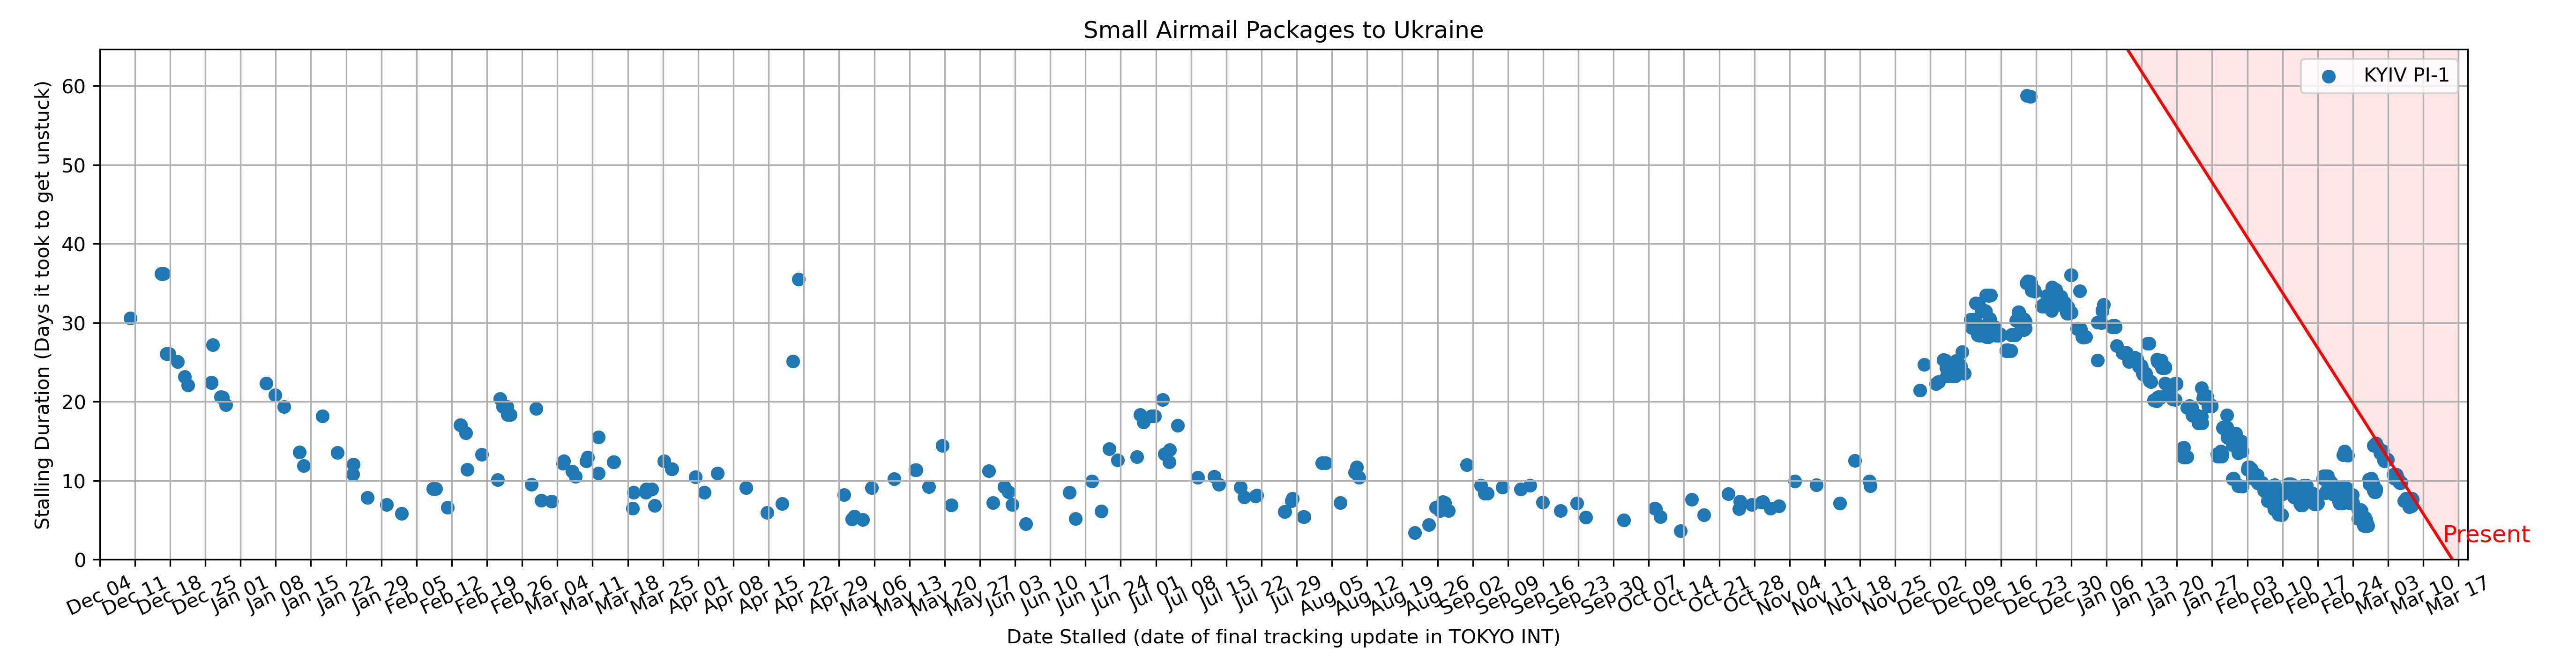 Small Airmail Packages to Ukraine
KYIV PI-1
Stalling Duration (Days it took to get unstuck)
60
50
40
30
20
10
0
Present
Dec 04
Dec 11
Dec 18
Dec 25
Jan 01
Jan 08
Jan 15
Jan 22
Jan 29
Feb 05
Feb 12
Feb 19
Feb 26
Mar 04
Mar 11
Mar 18
Mar 25
Apr 01
Apr 08
Apr 15
Apr 22
Apr 29
May 06
May 13
May 20
May 27
Jun 03
Jun 10
Jun 17
Jun 24
Jul 01
Jul 08
Jul 15
Jul 22
Jul 29
Aug 05
Aug 12
Aug 19
Aug 26
Sep 02
Sep 09
Sep 16
Sep 23
Sep 30
Oct 07
Oct 14
Oct 21
Oct 28
Nov 04
Nov 11
Nov 18
Nov 25
Dec 02
Dec 09
Dec 16
Dec 23
Dec 30
Jan 06
Jan 13
Jan 20
Jan 27
Feb 03
Feb 10
Feb 17
Feb 24
Mar 03
Mar 10
Mar 17
Date Stalled (date of final tracking update in TOKYO INT)